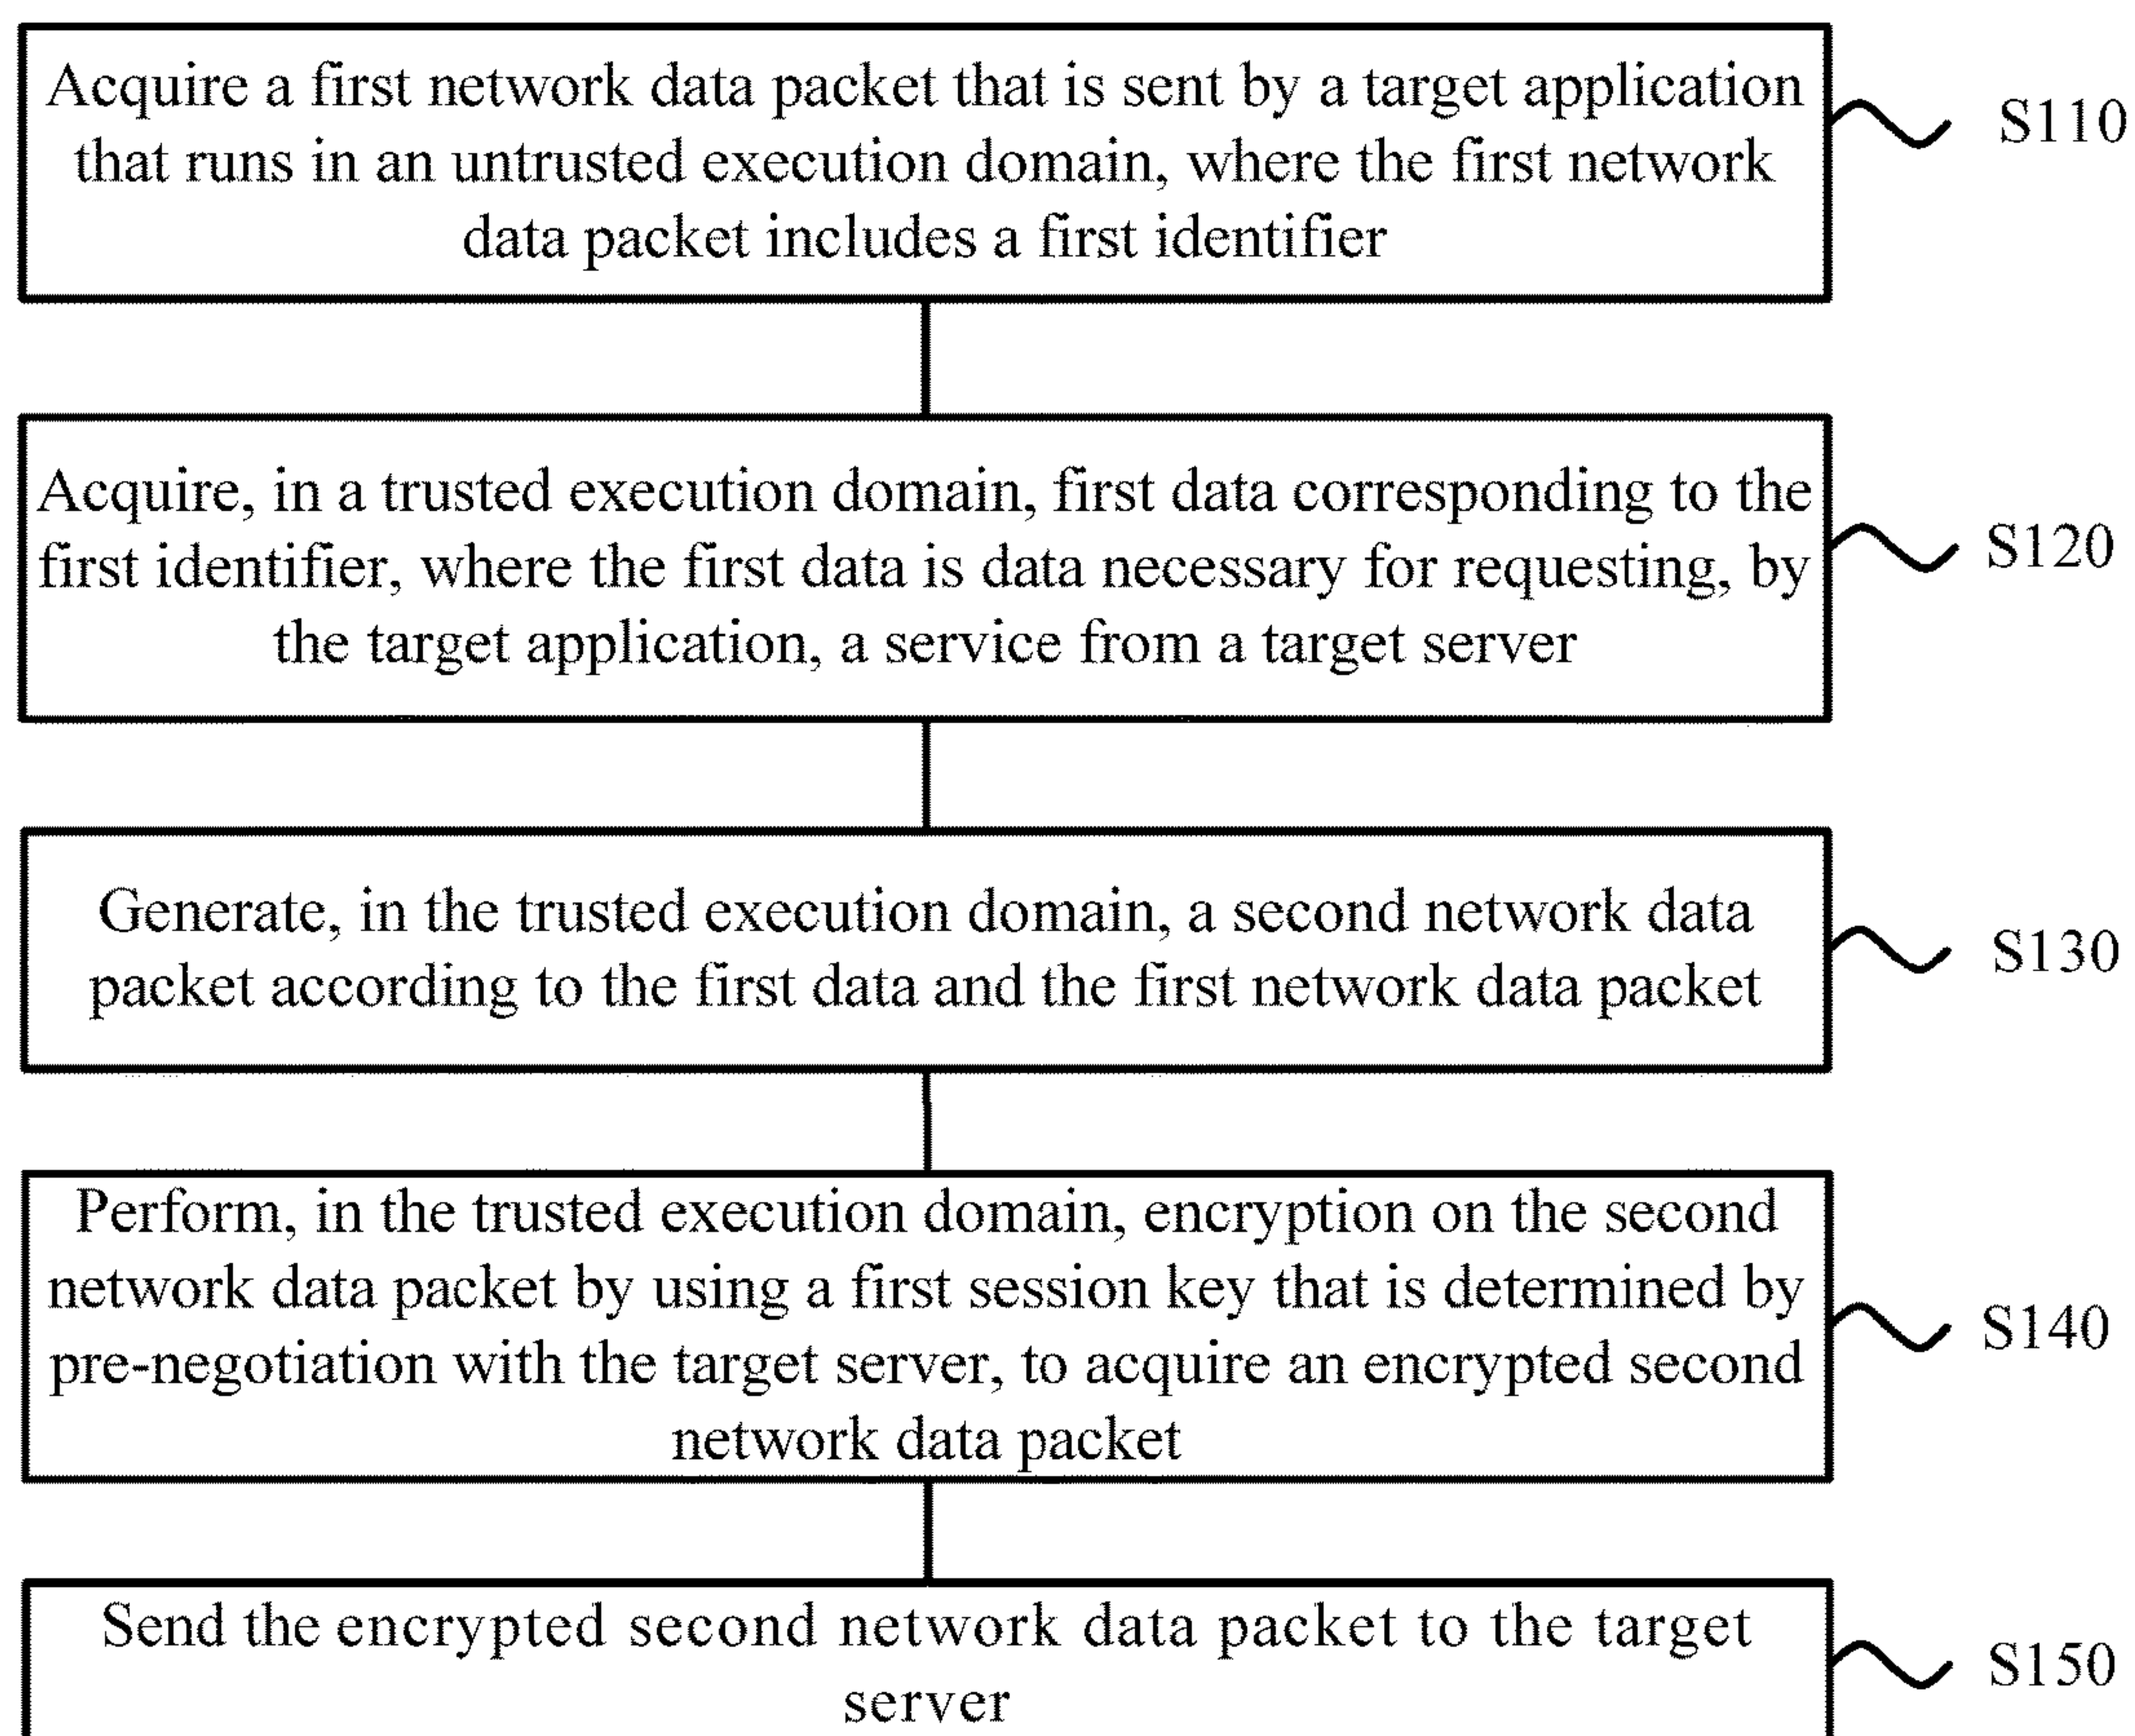 Acquire a first network data packet that is sent by a target application
that runs in an untrusted execution domain, where the first network
data packet includes a first identifier
S110
Acquire, in a trusted execution domain, first data corresponding to the
first identifier, where the first data is data necessary for requesting, by
the target application, a service from a target server
S120
Generate, in the trusted execution domain, a second network data
packet according to the first data and the first network data packet
S130
Perform, in the trusted execution domain, encryption on the second
network data packet by using a first session key that is determined by
pre-negotiation with the target server, to acquire an encrypted second
network data packet
S140
Send the encrypted second network data packet to the target
server
S150